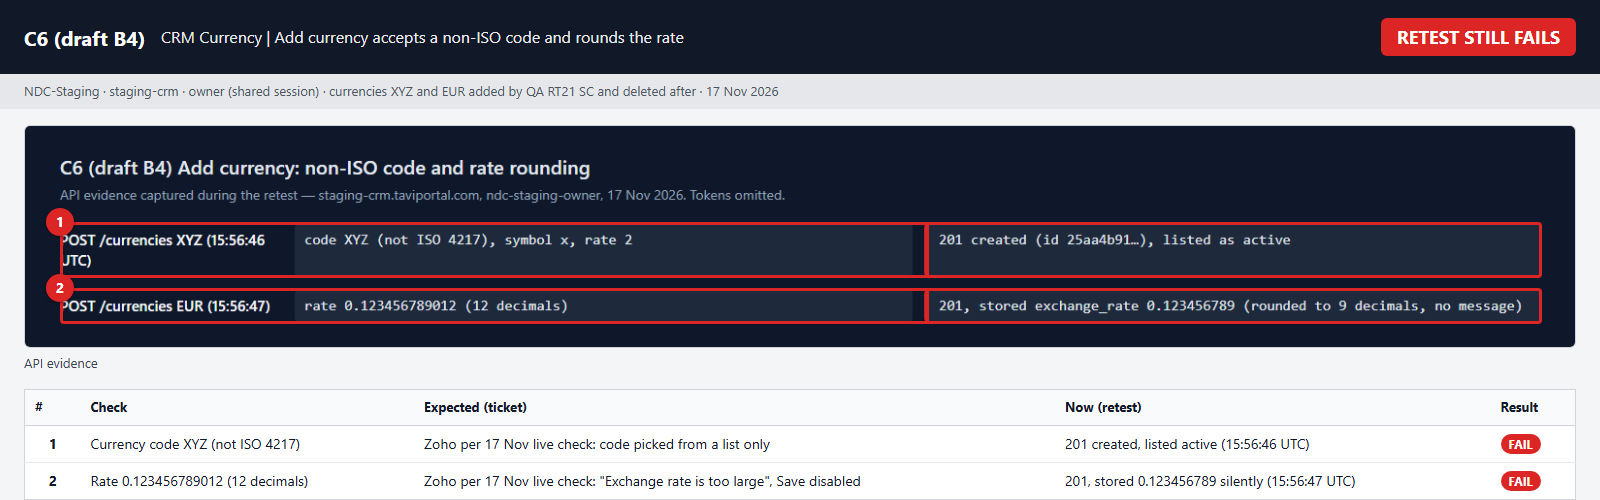 C6 (draft B4) CRM Currency | Add currency accepts a non-ISO code and rounds the rate RETEST STILL FAILS
NDC-Staging · staging-crm · owner (shared session) · currencies XYZ and EUR added by QA RT21 SC and deleted after · 17 Nov 2026
C6 (draft B4) Add currency: non-ISO code and rate rounding
API evidence captured during the retest — staging-crm.taviportal.com, ndc-staging-owner, 17 Nov 2026. Tokens omitted.
1
POST /currencies XYZ (15:56:46 code XYZ (not ISO 4217), symbol x, rate 2 201 created (id 25aa4b91…), listed as active
UTC)
2
POST /currencies EUR (15:56:47) rate 0.123456789012 (12 decimals) 201, stored exchange_rate 0.123456789 (rounded to 9 decimals, no message)
API evidence
# Check Expected (ticket) Now (retest) Result
1 Currency code XYZ (not ISO 4217) Zoho per 17 Nov live check: code picked from a list only 201 created, listed active (15:56:46 UTC) FAIL
2 Rate 0.123456789012 (12 decimals) Zoho per 17 Nov live check: "Exchange rate is too large", Save disabled 201, stored 0.123456789 silently (15:56:47 UTC) FAIL